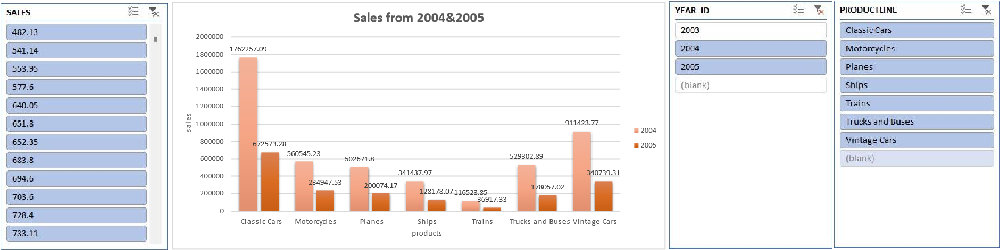 SALES
482.13
541.14
553.95
577.6
640.05
651.8
652.35
683.8
694.6
703.6
728.4
733.11
Sales from 2004&2005
2000000
1800000
1600000
1400000
1200000
1000000
800000
600000
400000
200000
0
sales
1762257.09
672573.28
560545.23
234947.53
502671.8
200074.17
341437.97
128178.07
116523.85
36917.33
529302.89
178057.02
911423.77
340739.31
Classic Cars
Motorcycles
Planes
Ships
Trains
Trucks and Buses
Vintage Cars
products
2004
2005
YEAR_ID
2003
2004
2005
(blank)
PRODUCTLINE
Classic Cars
Motorcycles
Planes
Ships
Trains
Trucks and Buses
Vintage Cars
(blank)